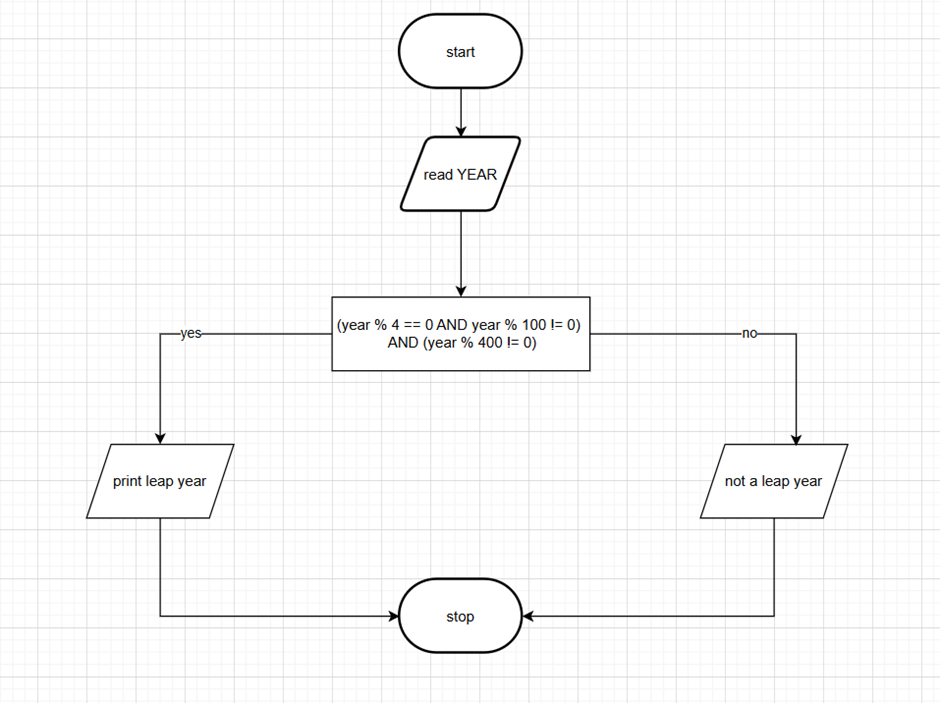 start
read YEAR
(year % 4 == 0 AND year % 100 != 0)
AND (year % 400 != 0)
yes
no
print leap year
not a leap year
stop